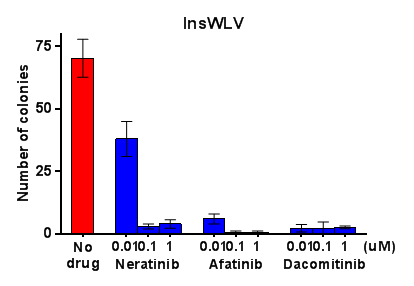 InsWLV
Number of colonies
75
50
25
0
No drug
0.01 0.1 1 0.01 0.1 1 0.01 0.1 1 (uM)
Neratinib Afatinib Dacomitinib